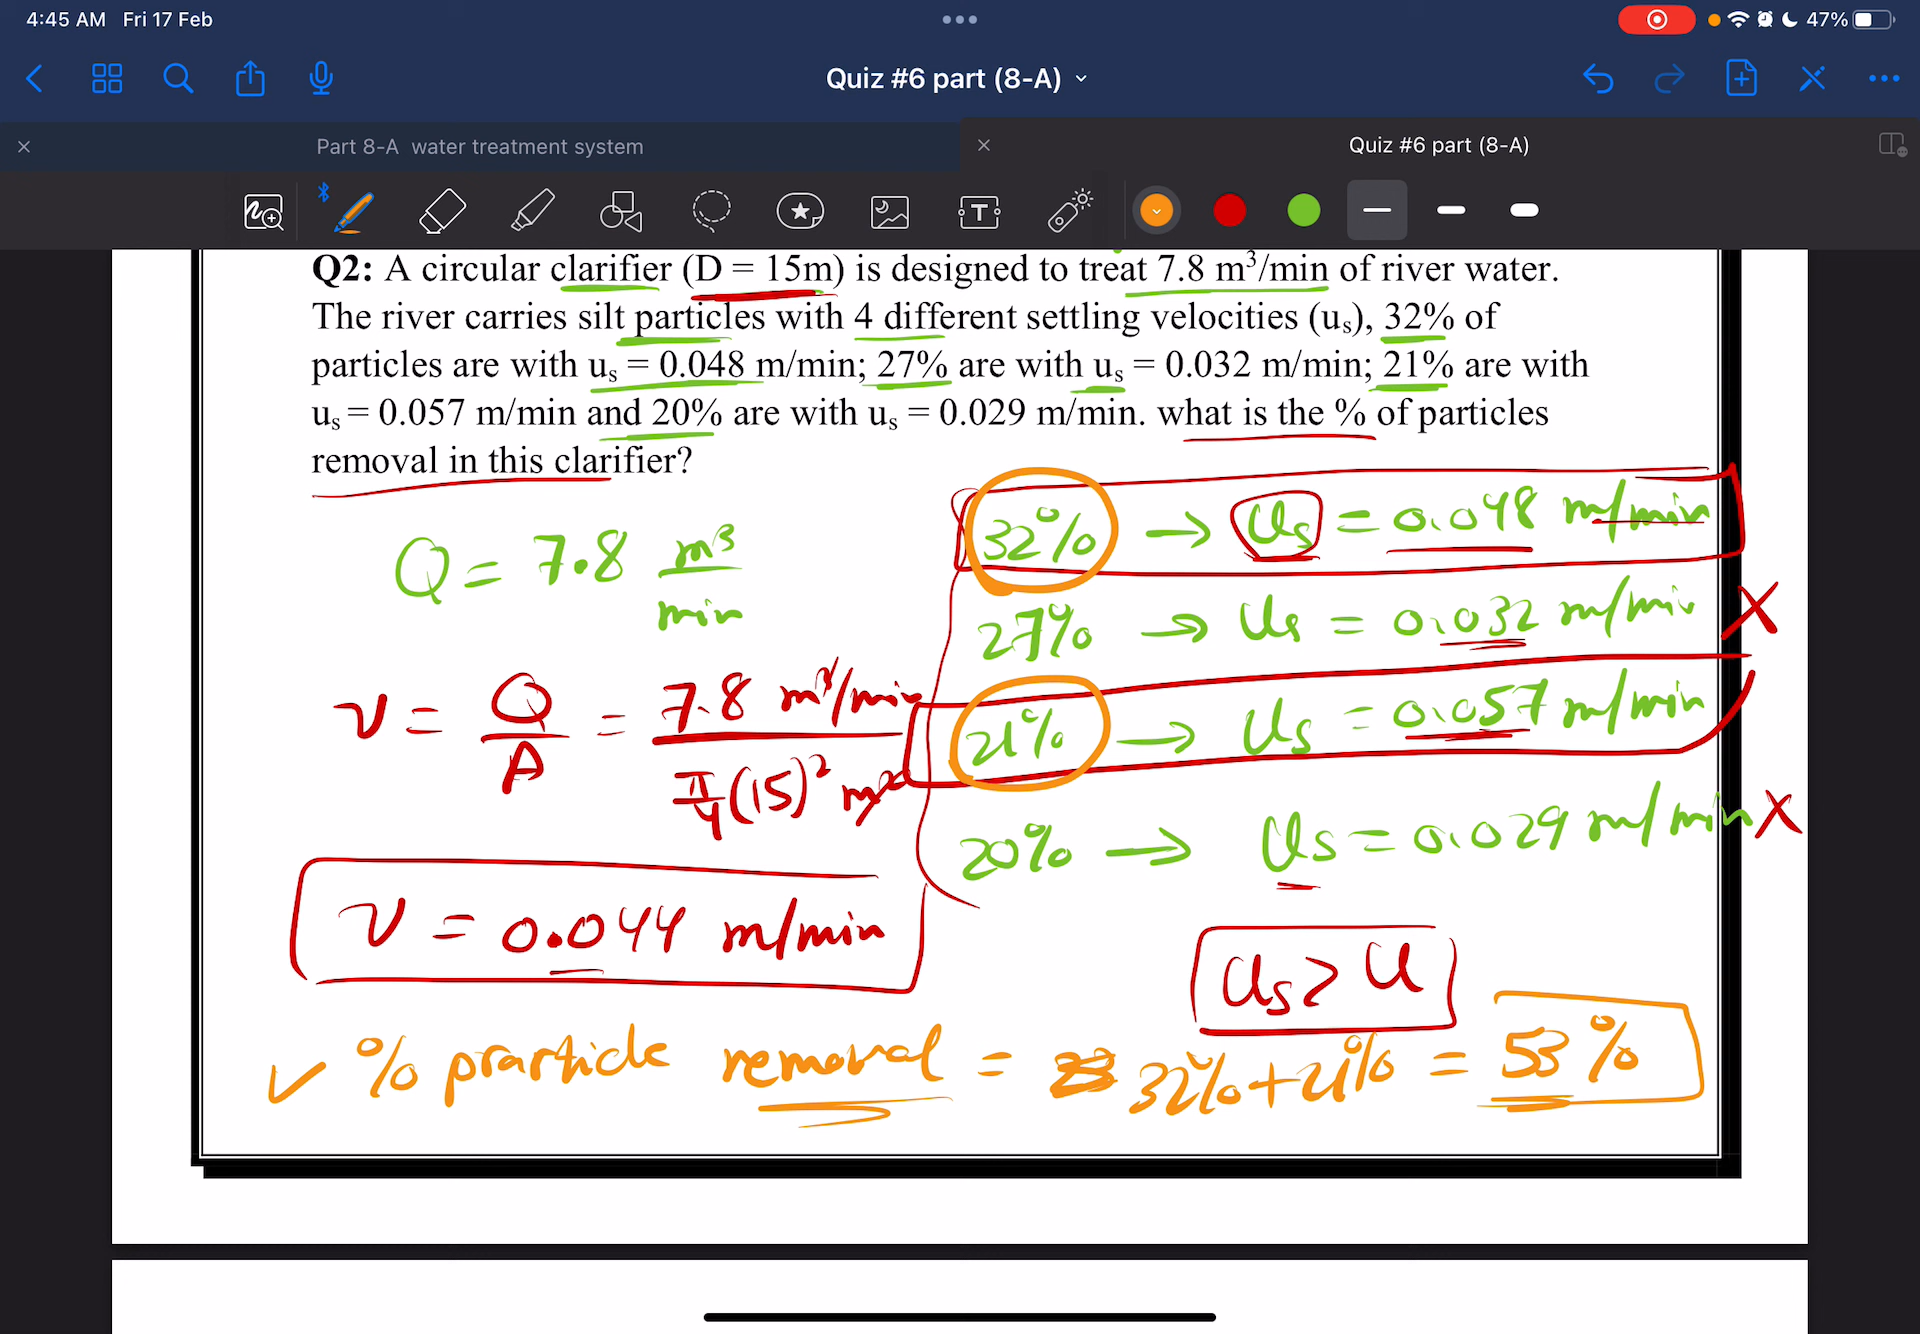 4:45 AM Fri 17 Feb
47%
Quiz #6 part (8-A)
Part 8-A water treatment system
Quiz #6 part (8-A)
T
Q2: A circular clarifier (D = 15m) is designed to treat 7.8 m³/min of river water.
The river carries silt particles with 4 different settling velocities (uₛ), 32% of
particles are with uₛ = 0.048 m/min; 27% are with uₛ = 0.032 m/min; 21% are with
uₛ = 0.057 m/min and 20% are with uₛ = 0.029 m/min. what is the % of particles
removal in this clarifier?
32% → Us = 0.048 m/min
Q = 7.8 m³/min
27% → Us = 0.032 m/min X
v = Q/A = 7.8 m³/min / π/4 (15)² m²
21% → Us = 0.057 m/min
20% → Us = 0.029 m/min X
v = 0.044 m/min
Us > U
✓ % prarticle removal = 32% + 21% = 53%